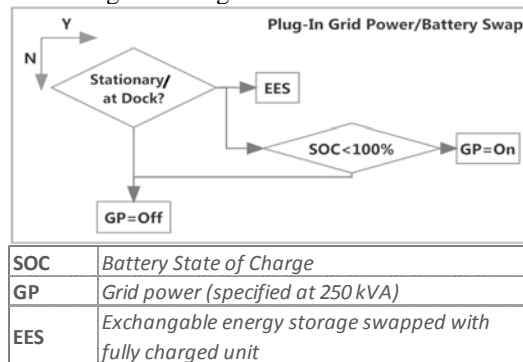 Plug-In Grid Power/Battery Swap
Y
N
Stationary/
at Dock?
EES
SOC<100%
GP=On
GP=Off
SOC Battery State of Charge
GP Grid power (specified at 250 kVA)
EES Exchangable energy storage swapped with
fully charged unit